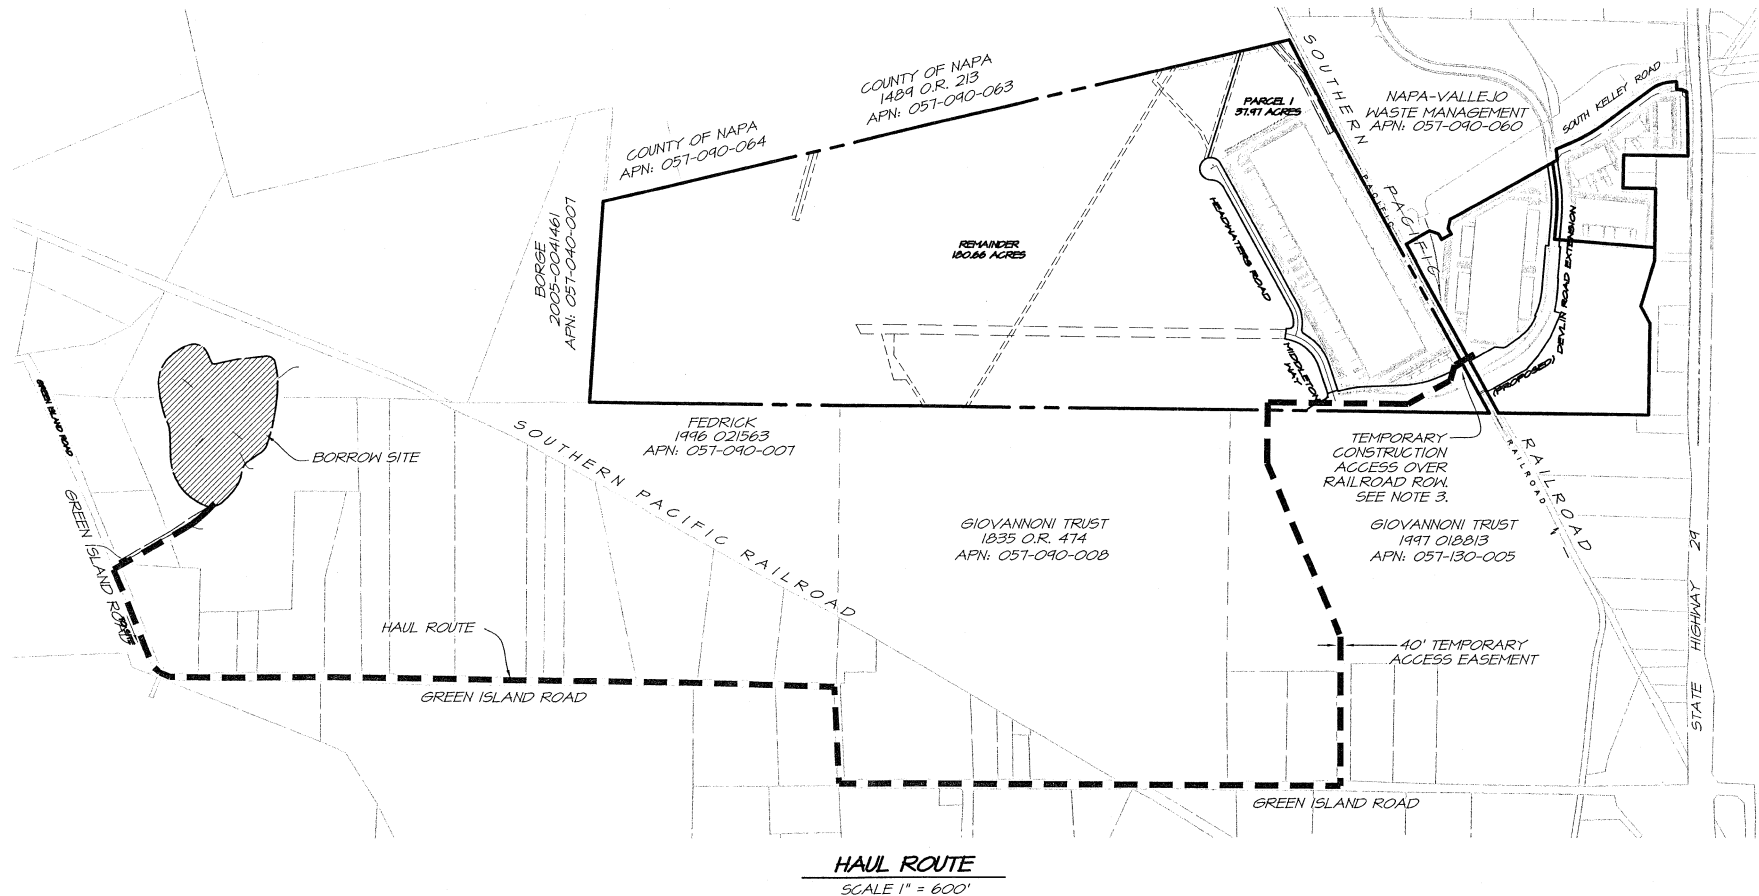 COUNTY OF NAPA
1489 O.R. 213
APN: 057-090-063
COUNTY OF NAPA
APN: 057-090-064
BORGE
2005-0041461
APN: 057-040-007
SOUTHERN
PACIFIC
PACIFIC
RAILROAD
RAILROAD
PARCEL 1
37.97 ACRES
NAPA-VALLEJO
WASTE MANAGEMENT
APN: 057-090-060
SOUTH KELLEY ROAD
REMAINDER
180.66 ACRES
HEADWATERS ROAD
MIDDLETON
WAY
(PROPOSED) DEVLIN ROAD EXTENSION
GREEN ISLAND ROAD
BORROW SITE
GREEN ISLAND ROAD
FEDRICK
1996 021563
APN: 057-090-007
SOUTHERN PACIFIC RAILROAD
TEMPORARY
CONSTRUCTION
ACCESS OVER
RAILROAD ROW.
SEE NOTE 3.
GIOVANNONI TRUST
1835 O.R. 474
APN: 057-090-008
GIOVANNONI TRUST
1997 018813
APN: 057-130-005
STATE HIGHWAY 29
HAUL ROUTE
40' TEMPORARY
ACCESS EASEMENT
GREEN ISLAND ROAD
GREEN ISLAND ROAD
HAUL ROUTE
SCALE 1" = 600'